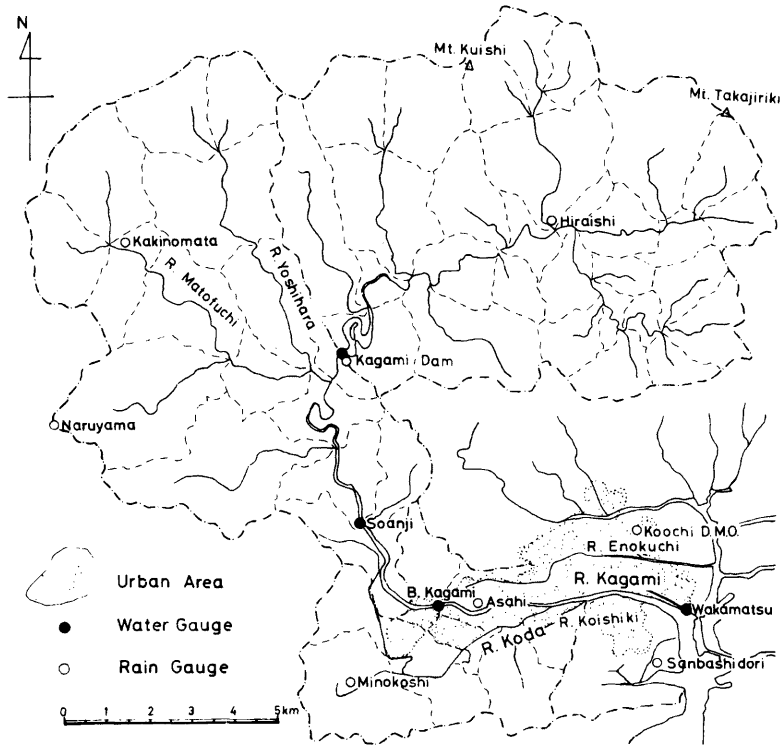 N
Mt. Kuishi
Mt. Takajiriki
Hiraishi
Kakinomata
R. Matofuchi
R. Yoshihara
Kagami Dam
Naruyama
Soanji
Koochi D.M.O.
R. Enokuchi
R. Kagami
B. Kagami
Asahi
Wakamatsu
R. Koda
R. Koishiki
Sanbashidori
Minokoshi
Urban Area
Water Gauge
Rain Gauge
0 1 2 3 4 5km